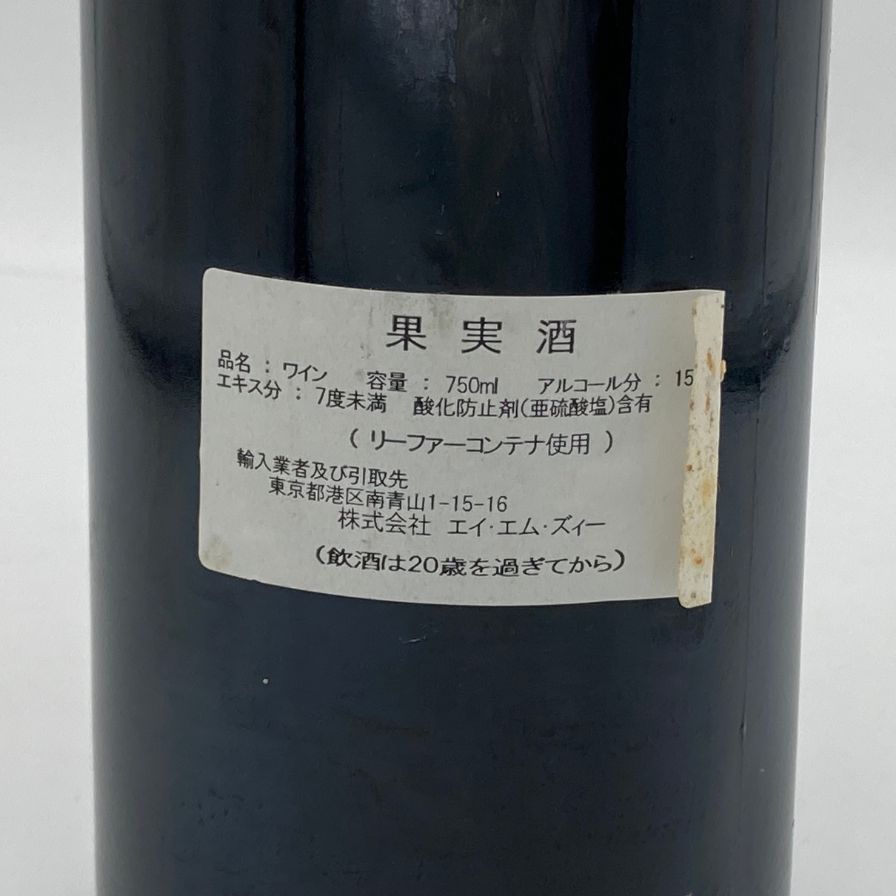 果実酒
品名：ワイン　容量：750ml　アルコール分：15
エキス分：7度未満　酸化防止剤(亜硫酸塩)含有
（リーファーコンテナ使用）
輸入業者及び引取先
東京都港区南青山1-15-16
株式会社 エイ・エム・ズィー
（飲酒は20歳を過ぎてから）